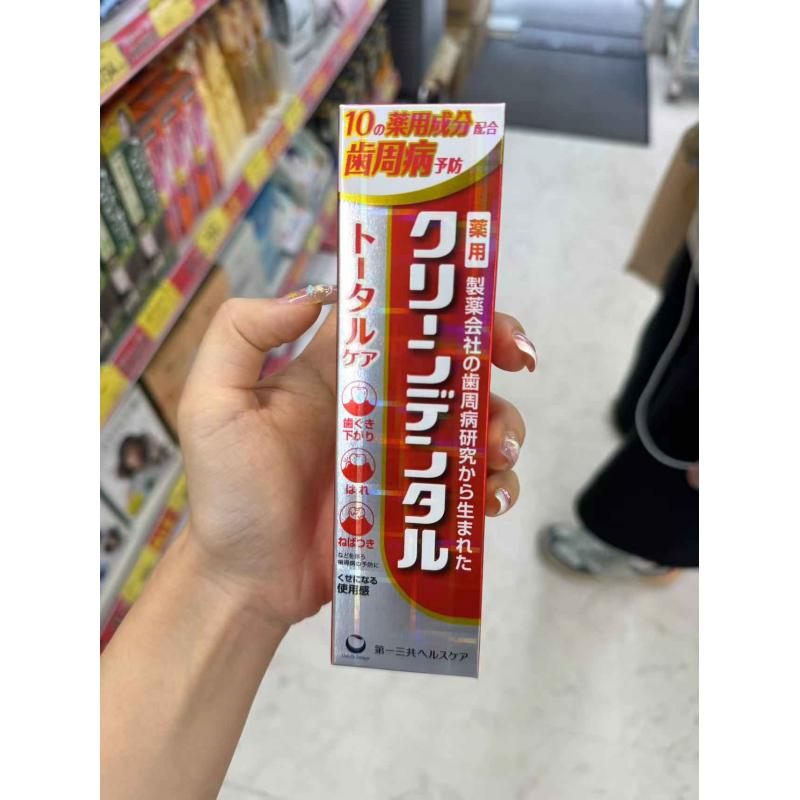 10の薬用成分配合
歯周病予防
薬用
製薬会社の歯周病研究から生まれた
クリーンデンタル
トータルケア
歯ぐき
下がり
はれ
ねばつき
などを伴う
歯周病の予防に
くせになる
使用感
第一三共ヘルスケア